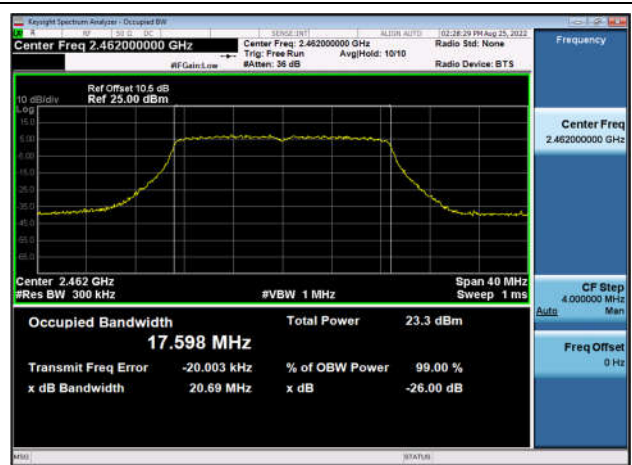 Keysight Spectrum Analyzer - Occupied BW
R RF 50 Ω DC SENSE:INT ALIGN AUTO 02:28:29 PM Aug 25, 2022
Center Freq 2.462000000 GHz
Center Freq: 2.462000000 GHz
Radio Std: None
Trig: Free Run Avg|Hold: 10/10
#IFGain:Low
#Atten: 36 dB
Radio Device: BTS
Frequency
Ref Offset 10.5 dB
10 dB/div Ref 25.00 dBm
Log
15.0
5.00
-5.00
-15.0
-25.0
-35.0
-45.0
-55.0
-65.0
Center Freq
2.462000000 GHz
Center 2.462 GHz
Span 40 MHz
#Res BW 300 kHz
#VBW 1 MHz
Sweep 1 ms
CF Step
4.000000 MHz
Auto Man
Occupied Bandwidth
17.598 MHz
Total Power 23.3 dBm
Freq Offset
0 Hz
Transmit Freq Error -20.003 kHz
% of OBW Power 99.00 %
x dB Bandwidth 20.69 MHz
x dB -26.00 dB
MSG
STATUS